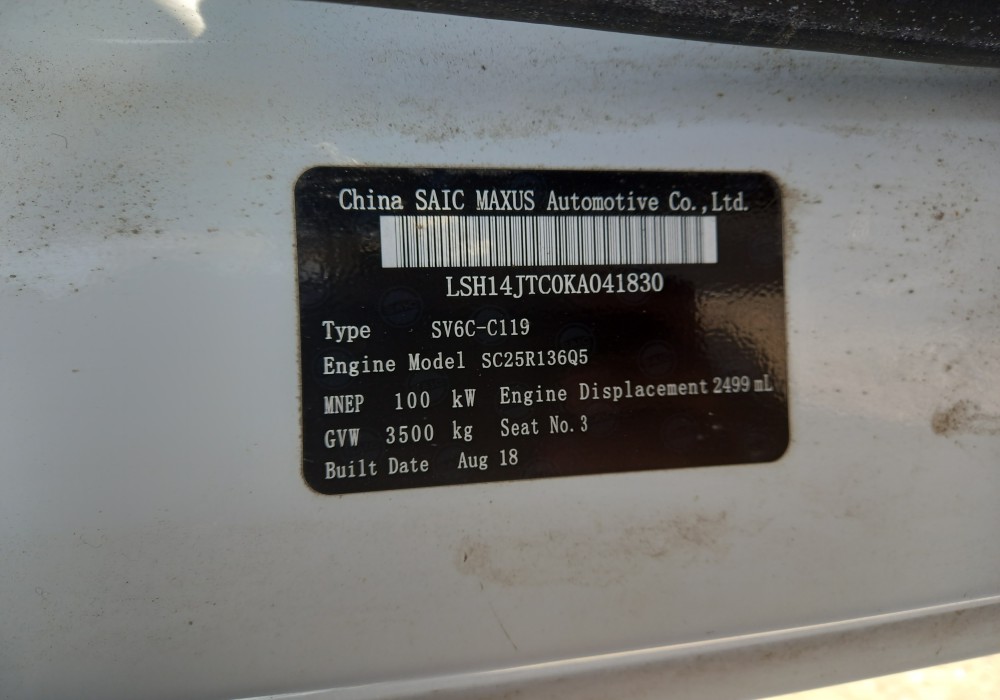 China SAIC MAXUS Automotive Co.,Ltd.
LSH14JTC0KA041830
Type SV6C-C119
Engine Model SC25R136Q5
MNEP 100 kW Engine Displacement 2499 mL
GVW 3500 kg Seat No.3
Built Date Aug 18